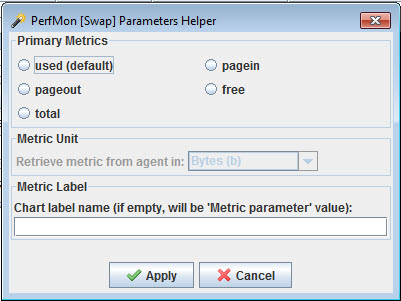 PerfMon [Swap] Parameters Helper
Primary Metrics
used (default) pagein
pageout free
total
Metric Unit
Retrieve metric from agent in: Bytes (b)
Metric Label
Chart label name (if empty, will be 'Metric parameter' value):
Apply Cancel